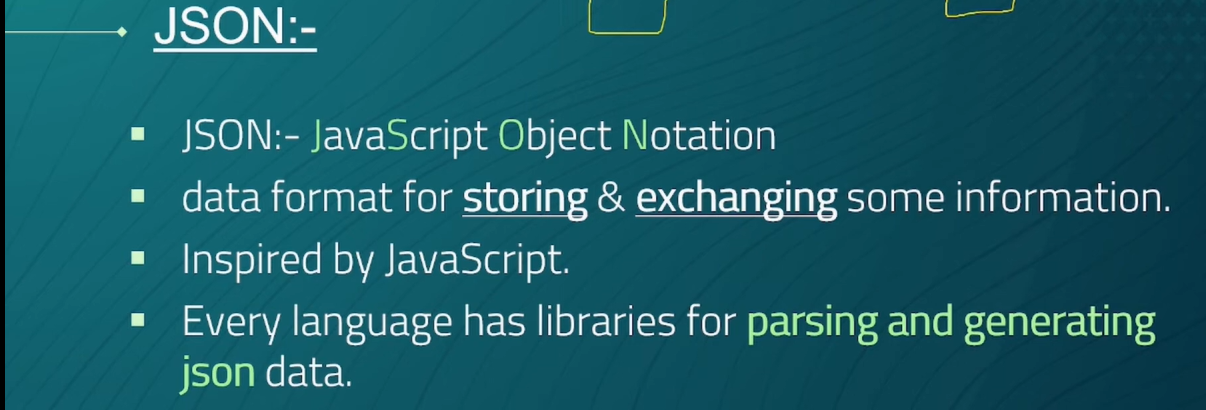 JSON:-
JSON:- JavaScript Object Notation
data format for storing & exchanging some information.
Inspired by JavaScript.
Every language has libraries for parsing and generating
json data.